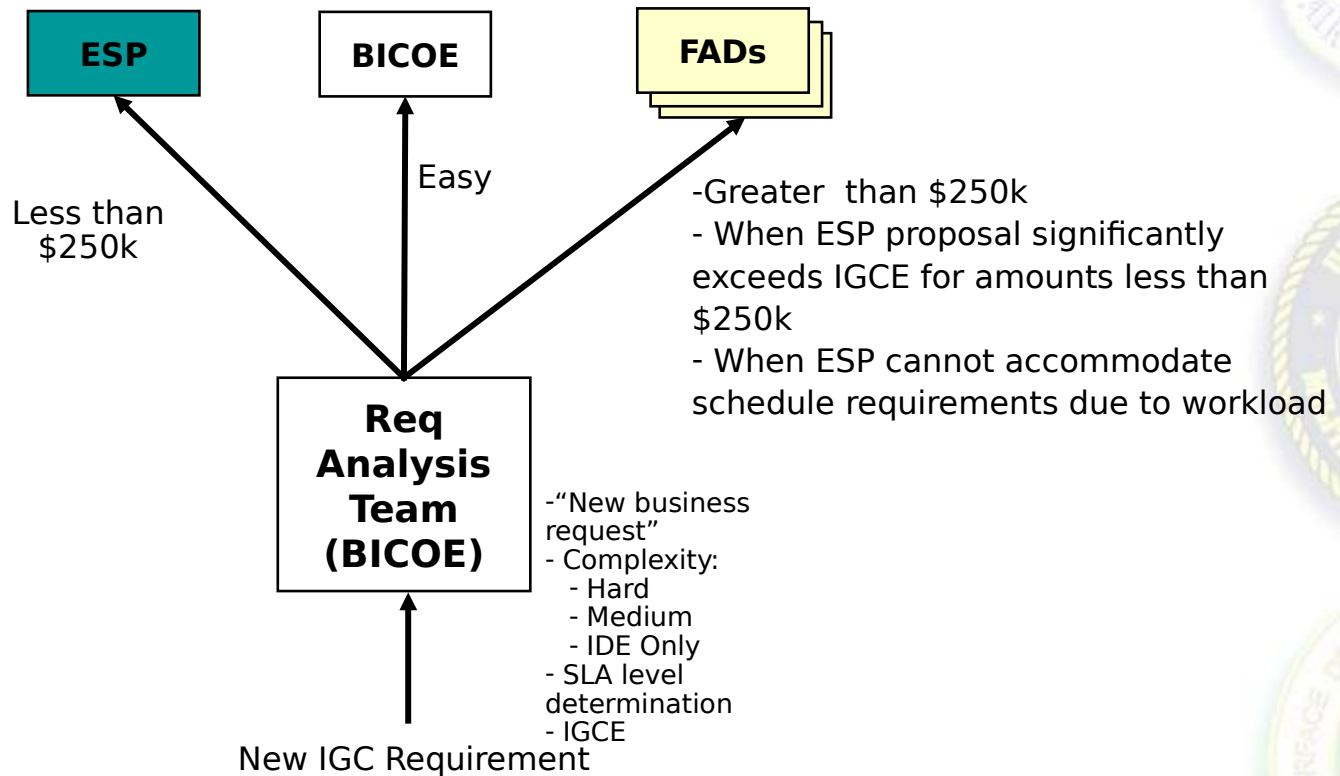 ESP
BICOE
FADs
Less than
$250k
Easy
-Greater  than $250k
- When ESP proposal significantly
exceeds IGCE for amounts less than
$250k
- When ESP cannot accommodate
schedule requirements due to workload
Req
Analysis
Team
(BICOE)
-“New business
request”
- Complexity:
- Hard
- Medium
- IDE Only
- SLA level
determination
- IGCE
New IGC Requirement